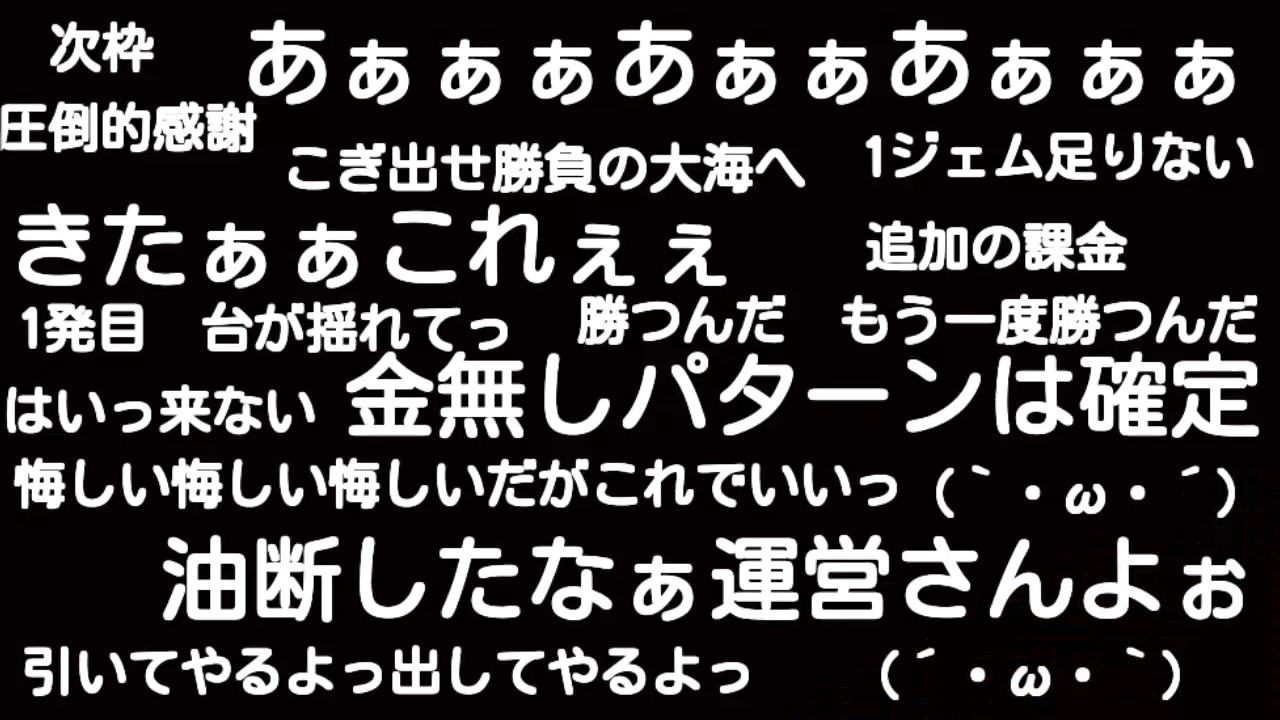 次枠
あぁぁぁあぁぁあぁぁぁ
圧倒的感謝
こぎ出せ勝負の大海へ
1ジェム足りない
きたぁぁこれぇぇ
追加の課金
1発目 台が揺れてっ
勝つんだ もう一度勝つんだ
はいっ来ない
金無しパターンは確定
悔しい悔しい悔しいだがこれでいいっ
(｀・ω・´)
油断したなぁ運営さんよぉ
引いてやるよっ出してやるよっ
(´・ω・｀)